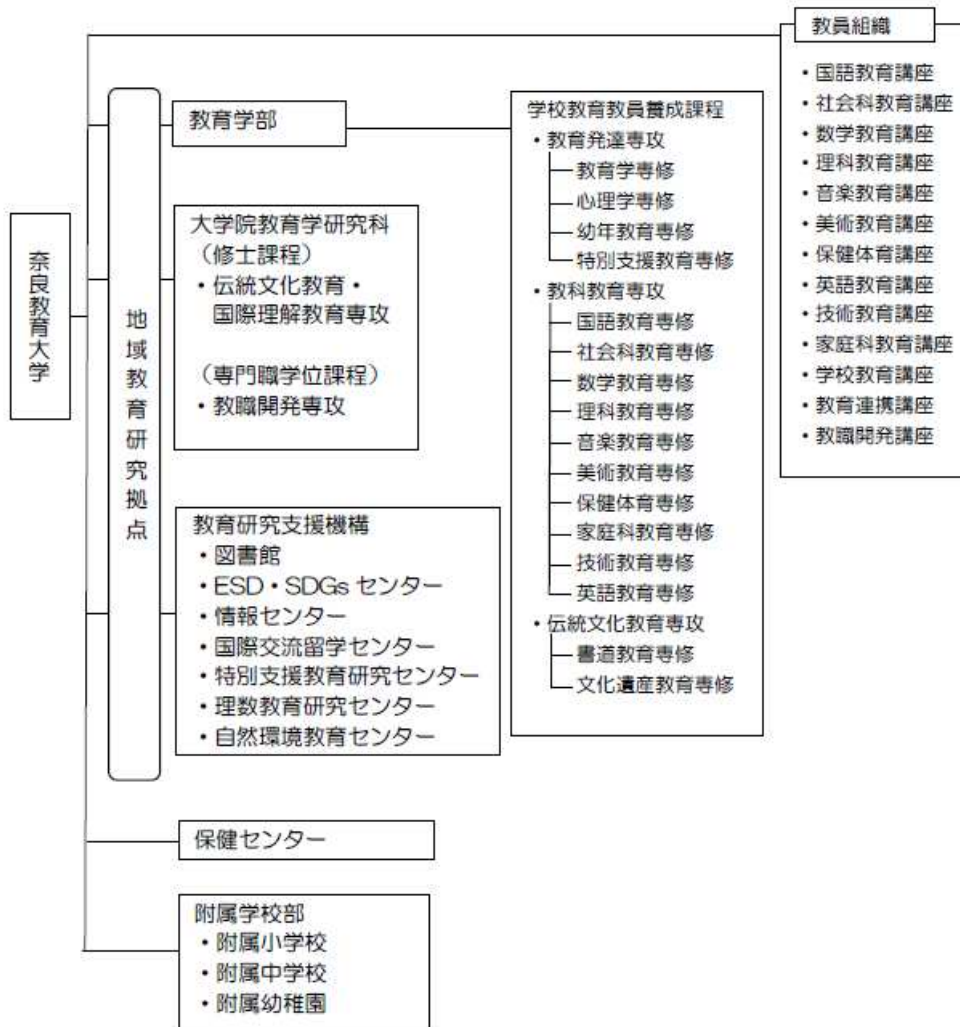 奈良教育大学
地域教育研究拠点
教育学部
大学院教育学研究科
（修士課程）
・伝統文化教育・
国際理解教育専攻
（専門職学位課程）
・教職開発専攻
教育研究支援機構
・図書館
・ESD・SDGs センター
・情報センター
・国際交流留学センター
・特別支援教育研究センター
・理数教育研究センター
・自然環境教育センター
保健センター
附属学校部
・附属小学校
・附属中学校
・附属幼稚園
学校教育教員養成課程
・教育発達専攻
教育学専修
心理学専修
幼年教育専修
特別支援教育専修
・教科教育専攻
国語教育専修
社会科教育専修
数学教育専修
理科教育専修
音楽教育専修
美術教育専修
保健体育専修
家庭科教育専修
技術教育専修
英語教育専修
・伝統文化教育専攻
書道教育専修
文化遺産教育専修
教員組織
・国語教育講座
・社会科教育講座
・数学教育講座
・理科教育講座
・音楽教育講座
・美術教育講座
・保健体育講座
・英語教育講座
・技術教育講座
・家庭科教育講座
・学校教育講座
・教育連携講座
・教職開発講座